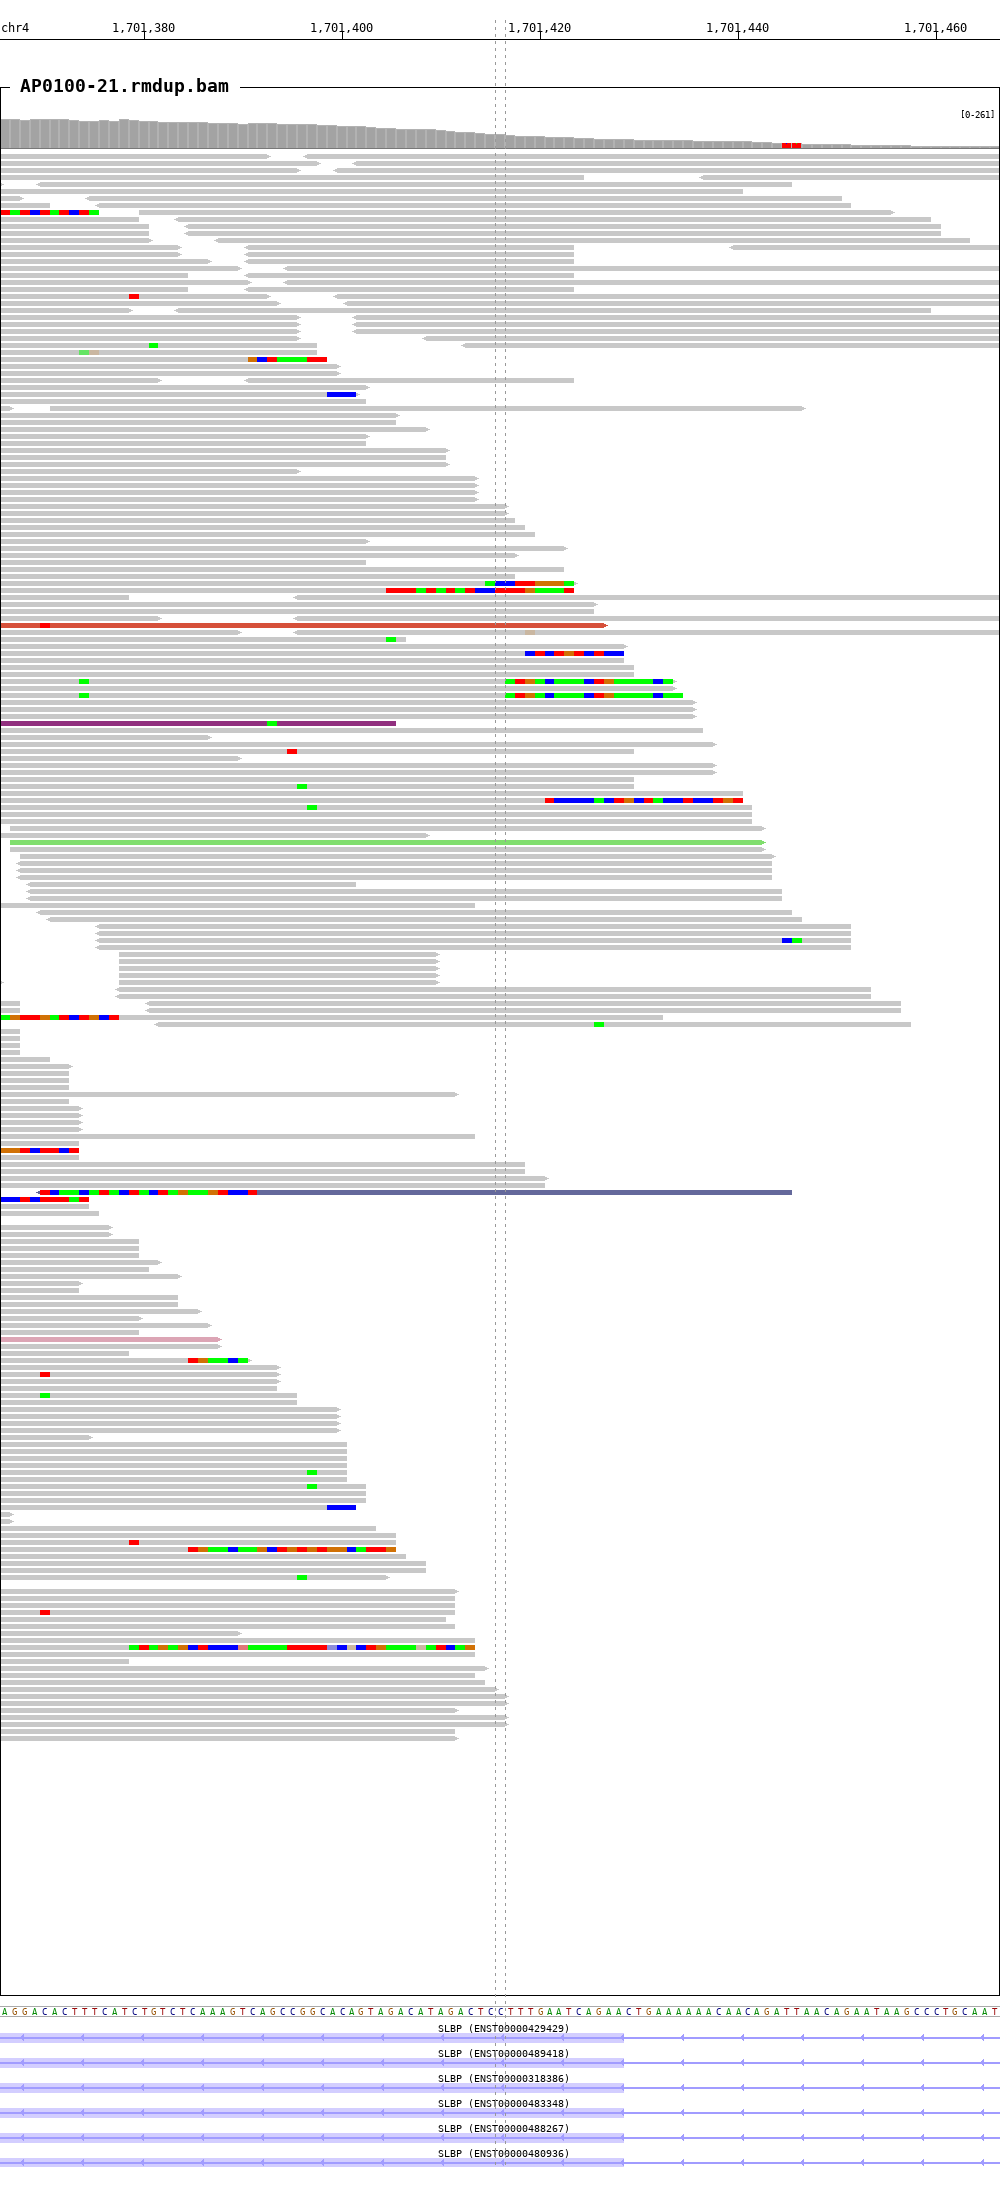 chr4 1,701,380 1,701,400 1,701,420 1,701,440 1,701,460
AP0100-21.rmdup.bam
[0-261]
AGGACACTTTCATCTGTCTCAAAGTCAGCCGGCACAGTAGACATAGACTCCTTTGAATCAGAACTGAAAAAACAACAGATTAACAGAATAAGCCCTGCAAT
SLBP (ENST00000429429)
SLBP (ENST00000489418)
SLBP (ENST00000318386)
SLBP (ENST00000483348)
SLBP (ENST00000488267)
SLBP (ENST00000480936)